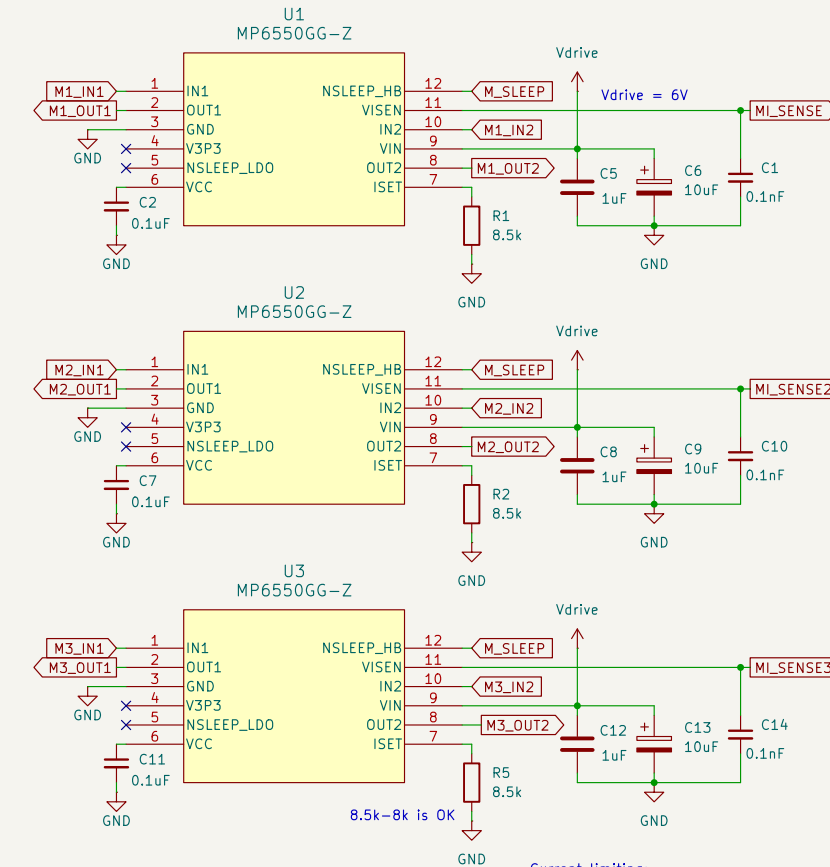 U1
MP6550GG-Z
Vdrive
M1_IN1 1 IN1 NSLEEP_HB 12 M_SLEEP Vdrive = 6V
M1_OUT1 2 OUT1 VISEN 11 MI_SENSE
3 GND IN2 10 M1_IN2
GND 4 V3P3 VIN 9
5 NSLEEP_LDO OUT2 8 M1_OUT2 C5 + C6 C1
6 VCC ISET 7 1uF 10uF 0.1nF
C2 R1
0.1uF 8.5k
GND GND
GND
U2
MP6550GG-Z
Vdrive
M2_IN1 1 IN1 NSLEEP_HB 12 M_SLEEP
M2_OUT1 2 OUT1 VISEN 11 MI_SENSE2
3 GND IN2 10 M2_IN2
GND 4 V3P3 VIN 9
5 NSLEEP_LDO OUT2 8 M2_OUT2 C8 + C9 C10
6 VCC ISET 7 1uF 10uF 0.1nF
C7 R2
0.1uF 8.5k
GND GND
GND
U3
MP6550GG-Z
Vdrive
M3_IN1 1 IN1 NSLEEP_HB 12 M_SLEEP
M3_OUT1 2 OUT1 VISEN 11 MI_SENSE3
3 GND IN2 10 M3_IN2
GND 4 V3P3 VIN 9
5 NSLEEP_LDO OUT2 8 M3_OUT2 C12 + C13 C14
6 VCC ISET 7 1uF 10uF 0.1nF
C11 R5
0.1uF 8.5k
8.5k-8k is OK
GND GND
GND
Current limiting